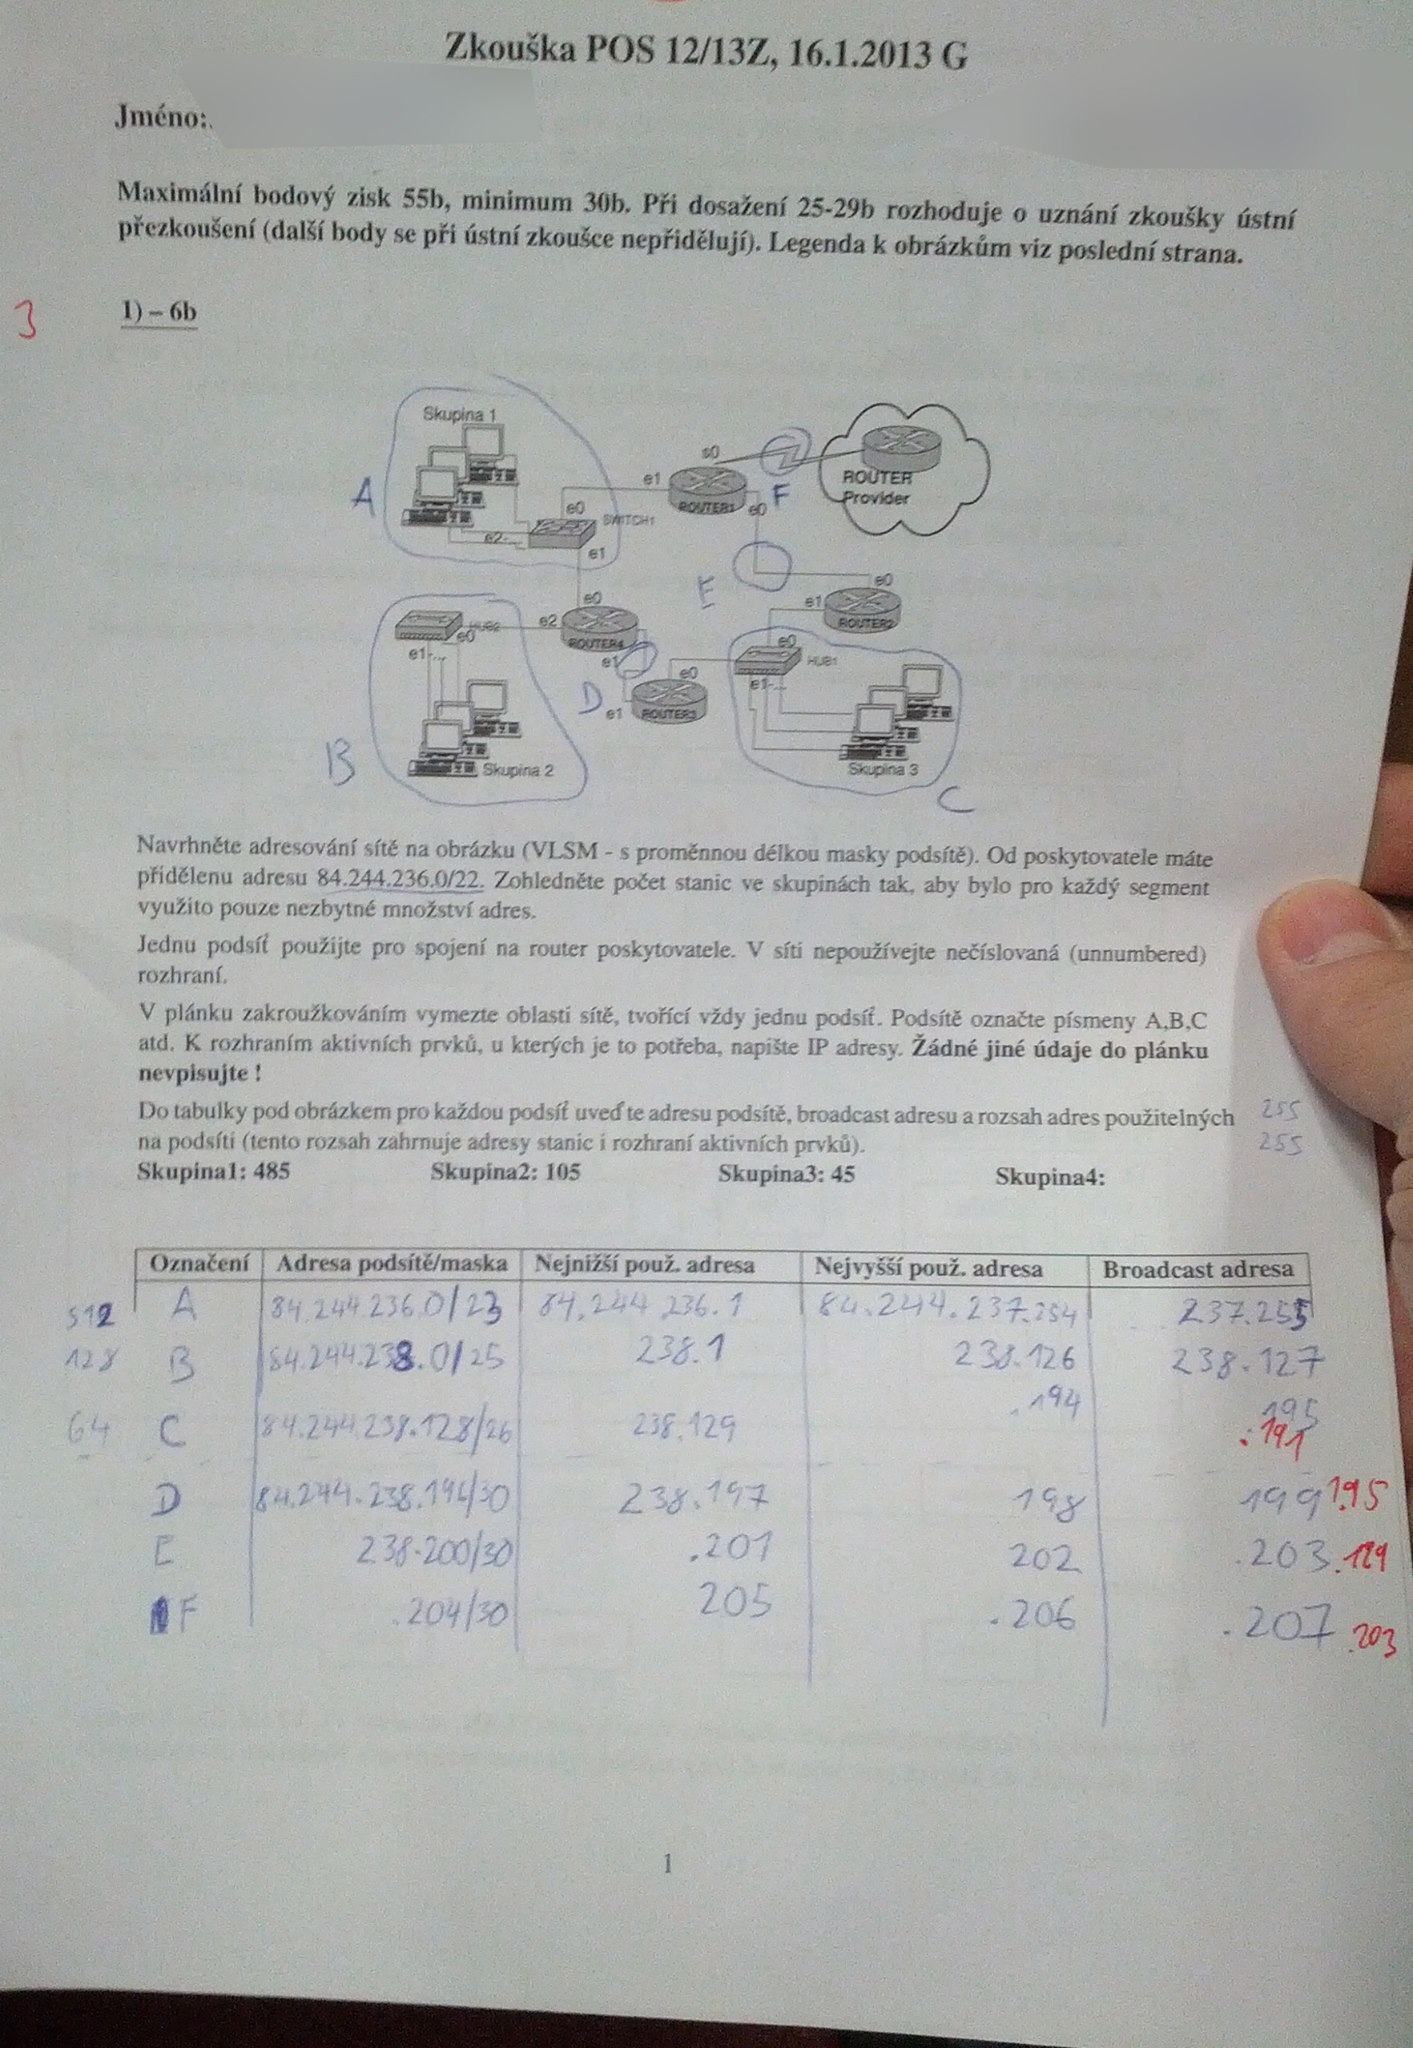 Zkouška POS 12/13Z, 16.1.2013 G
Jméno:
Maximální bodový zisk 55b, minimum 30b. Při dosažení 25-29b rozhoduje o uznání zkoušky ústní
přezkoušení (další body se při ústní zkoušce nepřidělují). Legenda k obrázkům viz poslední strana.
3
1) – 6b
Skupina 1
A
e0
e2-...
SWITCH1
e1
e1
s0
ROUTER1
e0
F
ROUTER
Provider
E
e0
e1
ROUTER2
HUB2
e0
e1-...
e2
e0
ROUTER4
e1
D
e1
e0
ROUTER3
e0
HUB1
e1-...
B
Skupina 2
Skupina 3
C
Navrhněte adresování sítě na obrázku (VLSM - s proměnnou délkou masky podsítě). Od poskytovatele máte
přidělenu adresu 84.244.236.0/22. Zohledněte počet stanic ve skupinách tak, aby bylo pro každý segment
využito pouze nezbytné množství adres.
Jednu podsíť použijte pro spojení na router poskytovatele. V síti nepoužívejte nečíslovaná (unnumbered)
rozhraní.
V plánku zakroužkováním vymezte oblasti sítě, tvořící vždy jednu podsíť. Podsítě označte písmeny A,B,C
atd. K rozhraním aktivních prvků, u kterých je to potřeba, napište IP adresy. Žádné jiné údaje do plánku
nevpisujte !
Do tabulky pod obrázkem pro každou podsíť uveďte adresu podsítě, broadcast adresu a rozsah adres použitelných 255
na podsíti (tento rozsah zahrnuje adresy stanic i rozhraní aktivních prvků). 255
Skupina1: 485 Skupina2: 105 Skupina3: 45 Skupina4:
Označení Adresa podsítě/maska Nejnižší použ. adresa Nejvyšší použ. adresa Broadcast adresa
512 A 84.244.236.0/23 84.244.236.1 84.244.237.254 237.255
128 B 84.244.238.0/25 238.1 238.126 238.127
64 C 84.244.238.128/26 238.129 .194 195 .191
D 84.244.238.196/30 238.197 198 199 195
E 238.200/30 .201 202 .203
F .204/30 205 .206 .207 .203
1